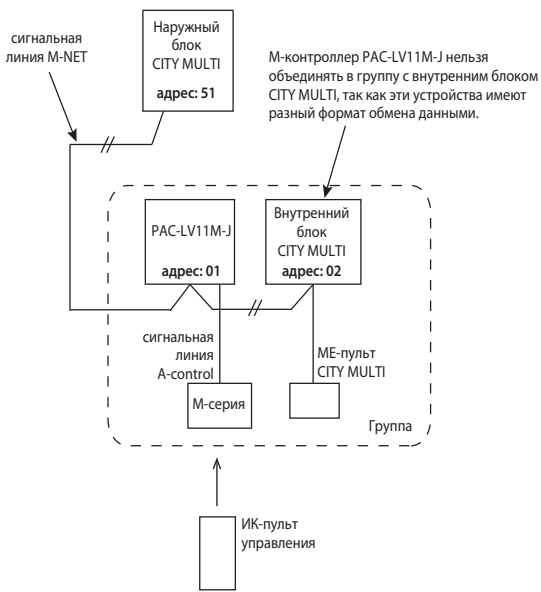 сигнальная
линия M-NET
Наружный
блок
CITY MULTI
адрес: 51
М-контроллер PAC-LV11M-J нельзя
объединять в группу с внутренним блоком
CITY MULTI, так как эти устройства имеют
разный формат обмена данными.
PAC-LV11M-J
адрес: 01
Внутренний
блок
CITY MULTI
адрес: 02
сигнальная
линия
A-control
М-серия
МЕ-пульт
CITY MULTI
Группа
ИК-пульт
управления